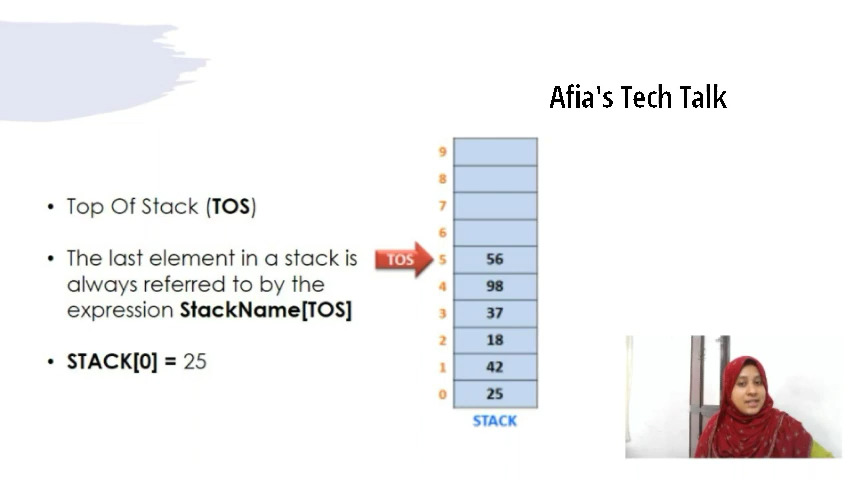 Afia's Tech Talk
• Top Of Stack (TOS)
• The last element in a stack is
always referred to by the
expression StackName[TOS]
• STACK[0] = 25
9
8
7
6
TOS 5 56
4 98
3 37
2 18
1 42
0 25
STACK